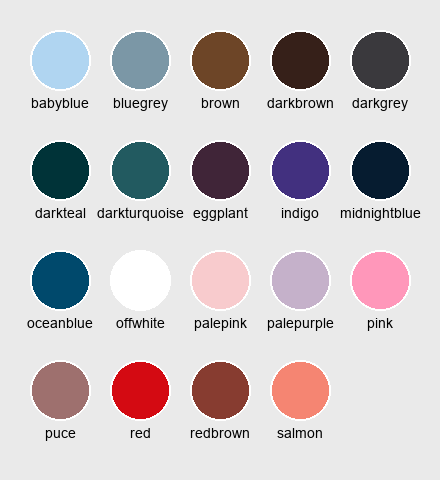 babyblue bluegrey brown darkbrown darkgrey
darkteal darkturquoise eggplant indigo midnightblue
oceanblue offwhite palepink palepurple pink
puce red redbrown salmon